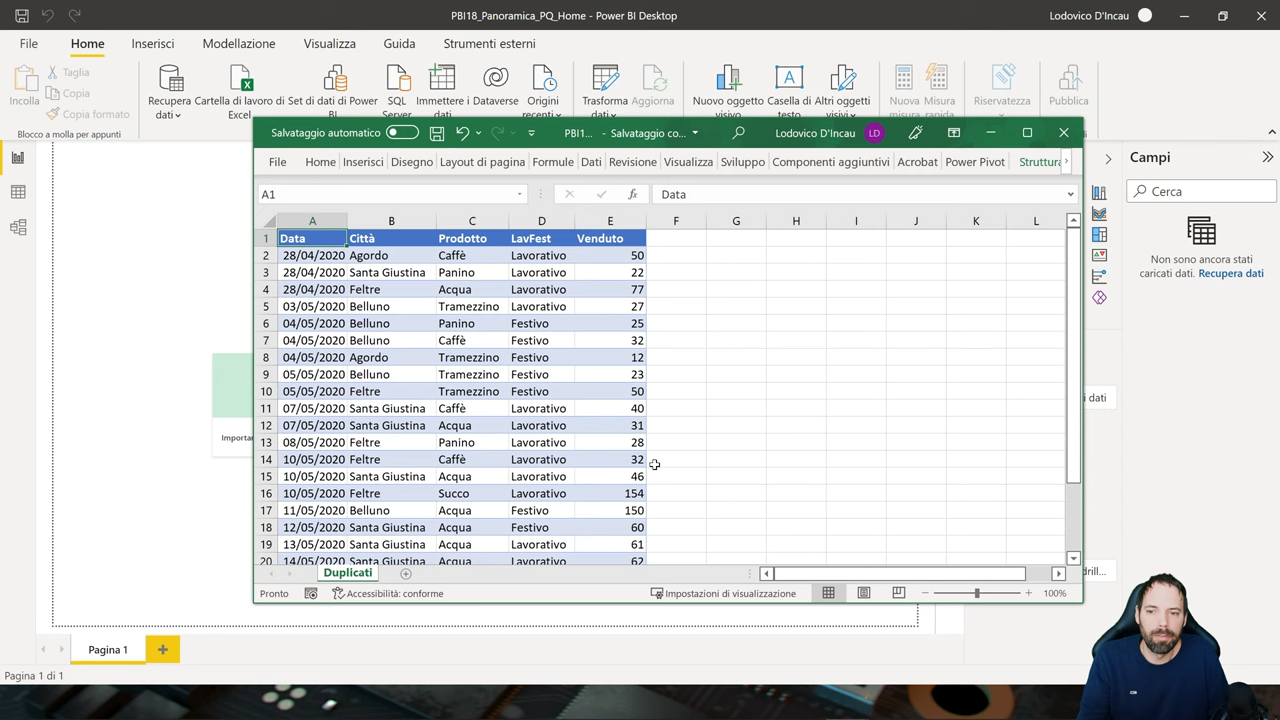 PBI18_Panoramica_PQ_Home - Power BI Desktop
Lodovico D'Incau
File Home Inserisci Modellazione Visualizza Guida Strumenti esterni
Incolla
Taglia
Copia
Copia formato
Blocco a molla per appunti
Recupera dati
Cartella di lavoro di Excel
Set di dati di Power BI
SQL Server
Immettere i dati
Dataverse
Origini recenti
Trasforma dati
Aggiorna
Nuovo oggetto visivo
Casella di testo
Altri oggetti visivi
Nuova misura
Misura rapida
Riservatezza
Pubblica
Salvataggio automatico
PBI1... - Salvataggio co...
Lodovico D'Incau LD
File Home Inserisci Disegno Layout di pagina Formule Dati Revisione Visualizza Sviluppo Componenti aggiuntivi Acrobat Power Pivot Struttura
A1 fx Data
A B C D E F G H I J K L
1 Data Città Prodotto LavFest Venduto
2 28/04/2020 Agordo Caffè Lavorativo 50
3 28/04/2020 Santa Giustina Panino Lavorativo 22
4 28/04/2020 Feltre Acqua Lavorativo 77
5 03/05/2020 Belluno Tramezzino Lavorativo 27
6 04/05/2020 Belluno Panino Festivo 25
7 04/05/2020 Belluno Caffè Festivo 32
8 04/05/2020 Agordo Tramezzino Festivo 12
9 05/05/2020 Belluno Tramezzino Festivo 23
10 05/05/2020 Feltre Tramezzino Festivo 50
11 07/05/2020 Santa Giustina Caffè Lavorativo 40
12 07/05/2020 Santa Giustina Acqua Lavorativo 31
13 08/05/2020 Feltre Panino Lavorativo 28
14 10/05/2020 Feltre Caffè Lavorativo 32
15 10/05/2020 Santa Giustina Acqua Lavorativo 46
16 10/05/2020 Feltre Succo Lavorativo 154
17 11/05/2020 Belluno Acqua Festivo 150
18 12/05/2020 Santa Giustina Acqua Festivo 60
19 13/05/2020 Santa Giustina Acqua Lavorativo 61
20 14/05/2020 Santa Giustina Acqua Lavorativo 62
Duplicati
Pronto
Accessibilità: conforme
Impostazioni di visualizzazione
100%
Importar
i dati
drill...
Campi
Cerca
Non sono ancora stati
caricati dati. Recupera dati
Pagina 1
Pagina 1 di 1